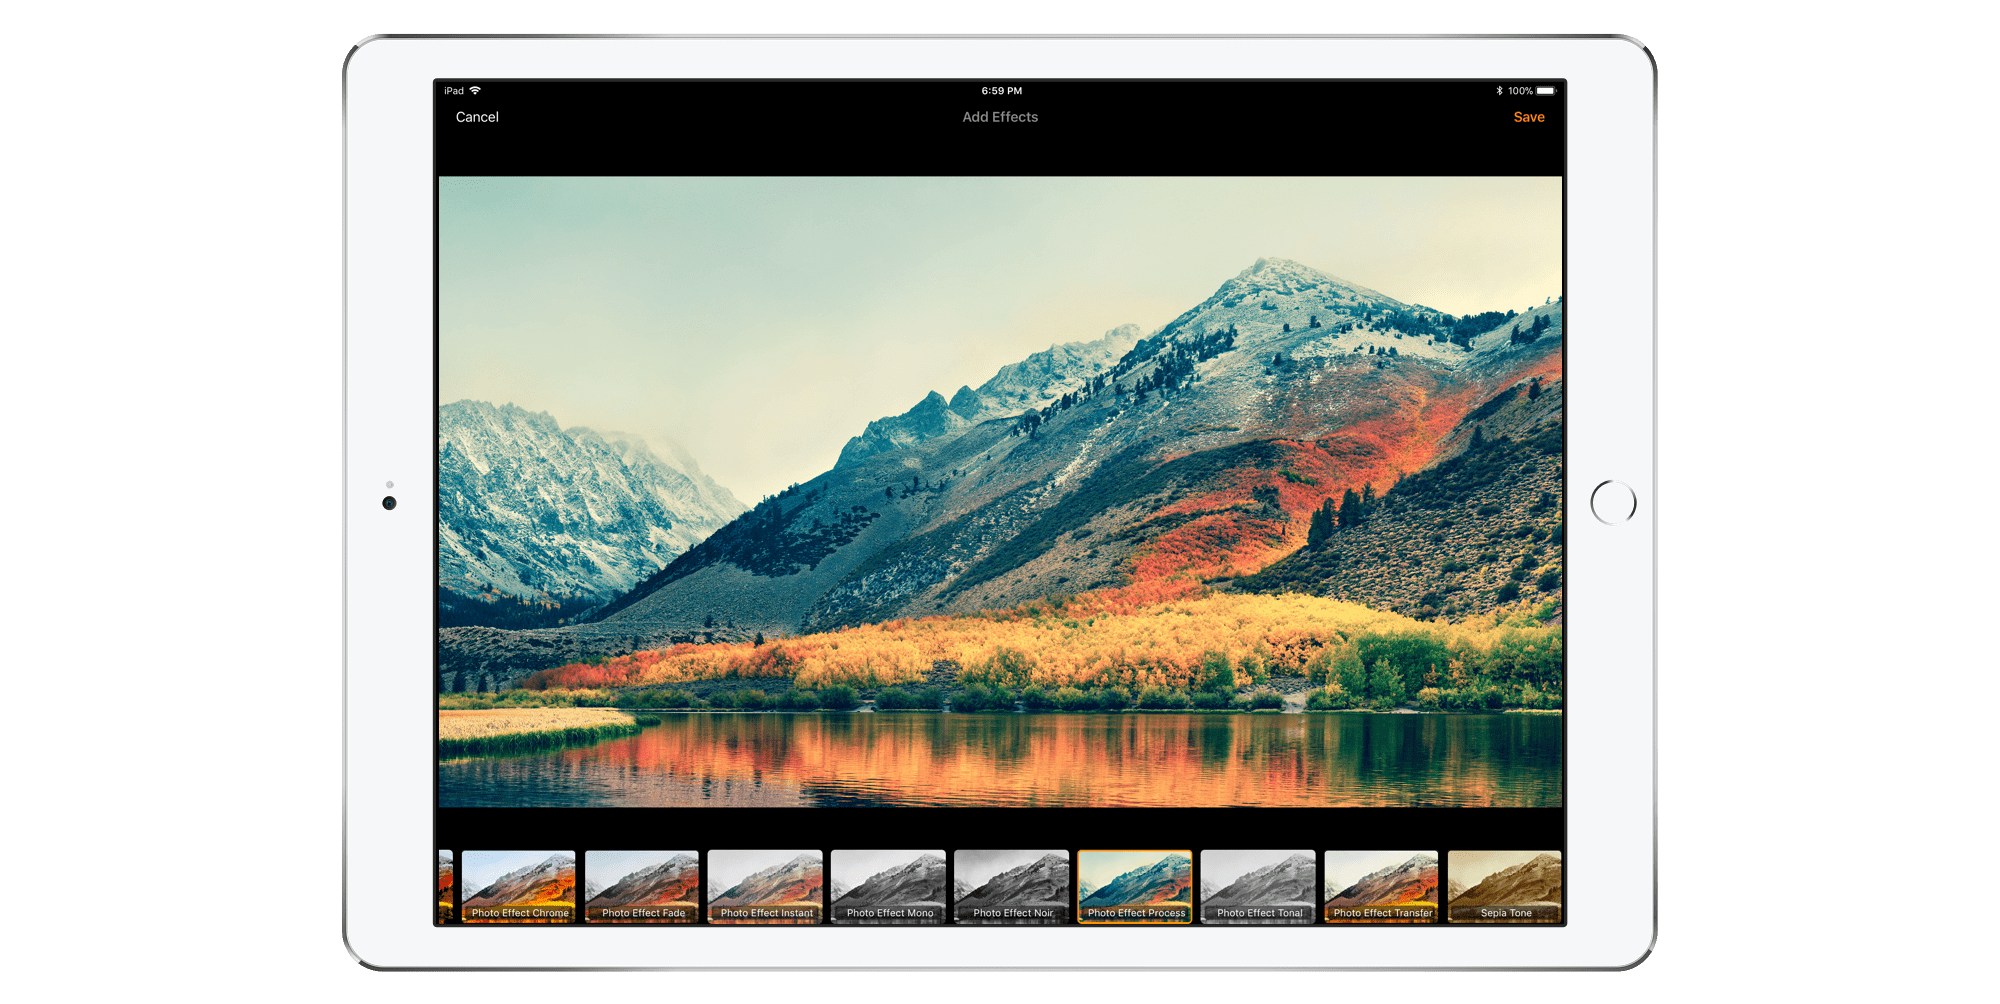 iPad 6:59 PM 100%
Cancel Add Effects Save
Photo Effect Chrome Photo Effect Fade Photo Effect Instant Photo Effect Mono Photo Effect Noir Photo Effect Process Photo Effect Tonal Photo Effect Transfer Sepia Tone